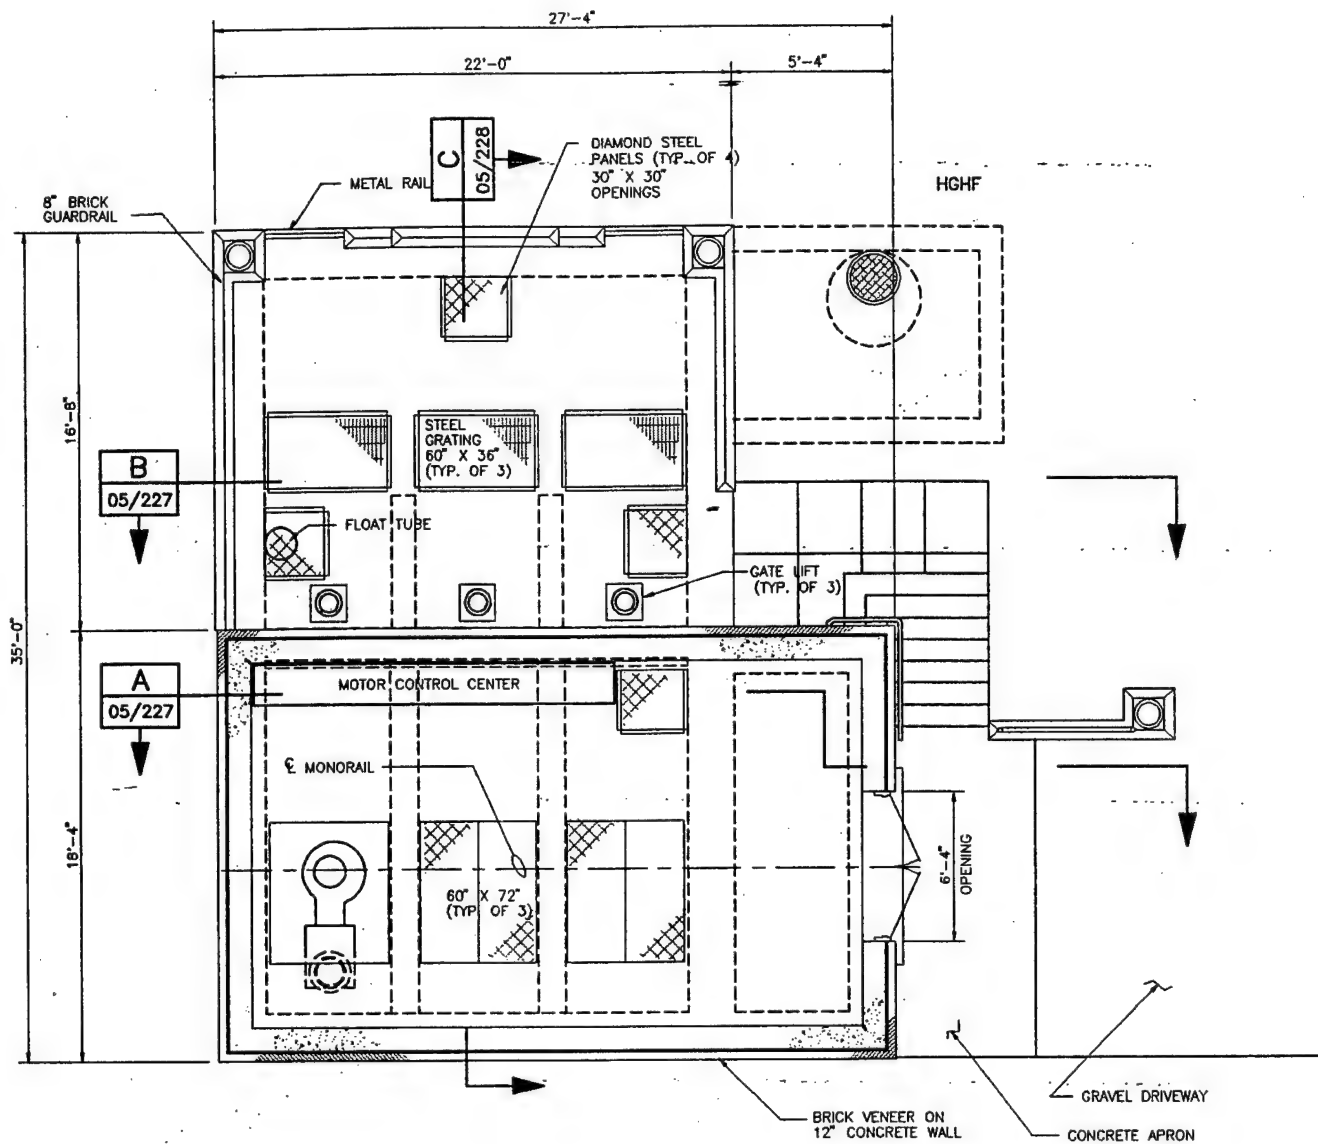 27'-4"
22'-0"
5'-4"
C
05/228
DIAMOND STEEL
PANELS (TYP. OF 4)
30" X 30"
OPENINGS
HGHF
METAL RAIL
8" BRICK
GUARDRAIL
16'-8"
STEEL
GRATING
60" X 36"
(TYP. OF 3)
B
05/227
FLOAT TUBE
GATE LIFT
(TYP. OF 3)
35'-0"
A
05/227
MOTOR CONTROL CENTER
℄ MONORAIL
18'-4"
60" X 72"
(TYP. OF 3)
6'-4"
OPENING
GRAVEL DRIVEWAY
BRICK VENEER ON
12" CONCRETE WALL
CONCRETE APRON